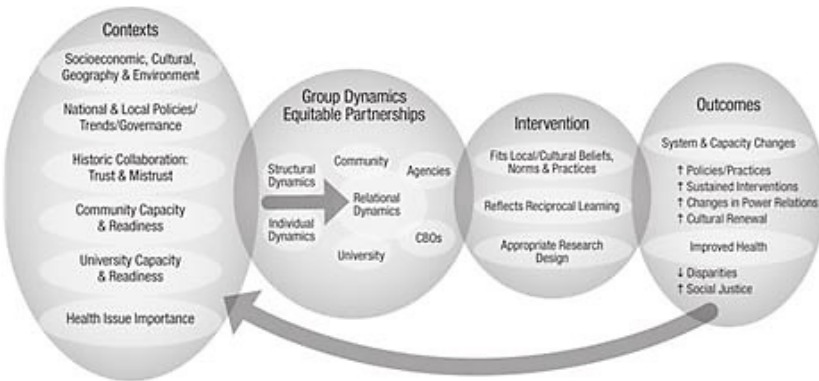 Contexts
Socioeconomic, Cultural,
Geography & Environment
National & Local Policies/
Trends/Governance
Historic Collaboration:
Trust & Mistrust
Community Capacity
& Readiness
University Capacity
& Readiness
Health Issue Importance
Group Dynamics
Equitable Partnerships
Structural
Dynamics
Individual
Dynamics
Community
Agencies
Relational
Dynamics
University
CBOs
Intervention
Fits Local/Cultural Beliefs,
Norms & Practices
Reflects Reciprocal Learning
Appropriate Research
Design
Outcomes
System & Capacity Changes
↑ Policies/Practices
↑ Sustained Interventions
↑ Changes in Power Relations
↑ Cultural Renewal
Improved Health
↓ Disparities
↑ Social Justice